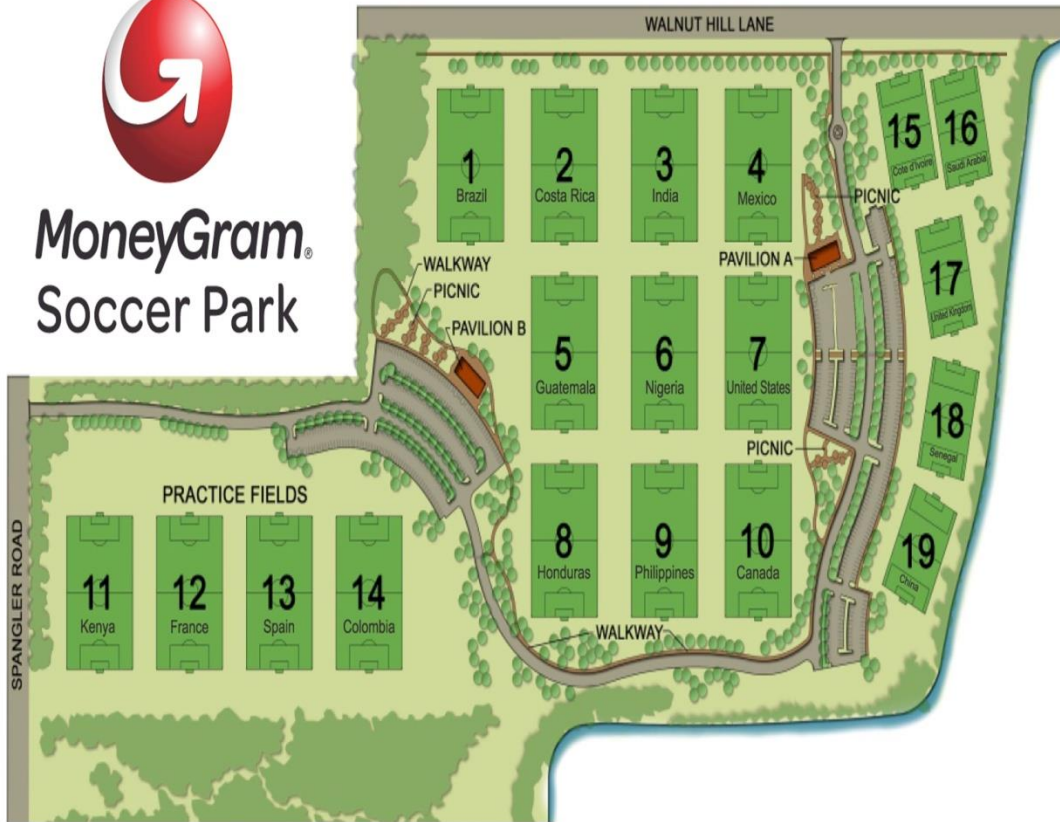 WALNUT HILL LANE
MoneyGram®
Soccer Park
1
Brazil
2
Costa Rica
3
India
4
Mexico
15
Cote d'Ivoire
16
Saudi Arabia
PICNIC
PAVILION A
WALKWAY
PICNIC
PAVILION B
5
Guatemala
6
Nigeria
7
United States
17
United Kingdom
18
Senegal
PICNIC
8
Honduras
9
Philippines
10
Canada
19
China
PRACTICE FIELDS
11
Kenya
12
France
13
Spain
14
Colombia
WALKWAY
SPANGLER ROAD